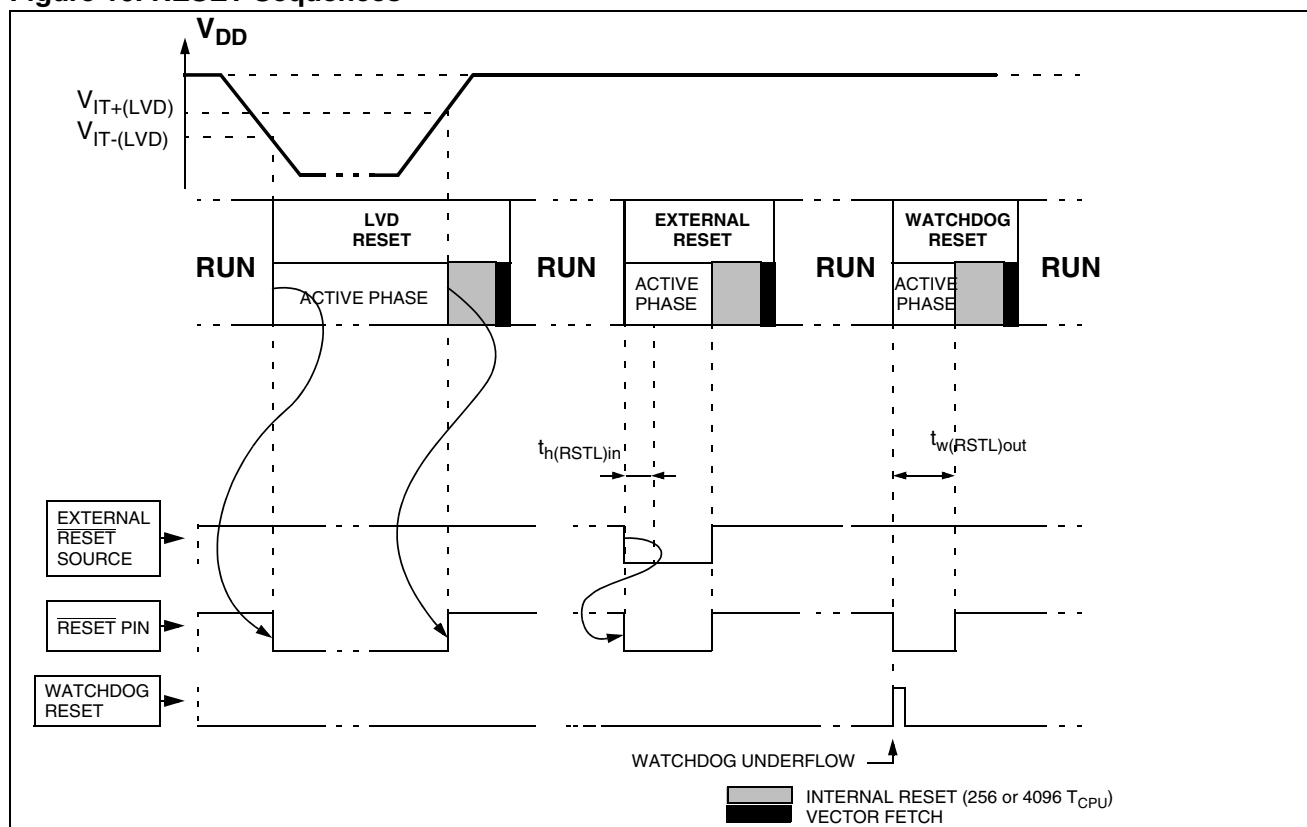 Figure RESET Sequences
VDD
VIT+(LVD)
VIT-(LVD)
LVD
RESET
EXTERNAL
RESET
WATCHDOG
RESET
RUN
ACTIVE PHASE
RUN
ACTIVE
PHASE
RUN
ACTIVE
PHASE
RUN
th(RSTL)in
tw(RSTL)out
EXTERNAL
RESET
SOURCE
RESET PIN
WATCHDOG
RESET
WATCHDOG UNDERFLOW
INTERNAL RESET (256 or 4096 TCPU)
VECTOR FETCH